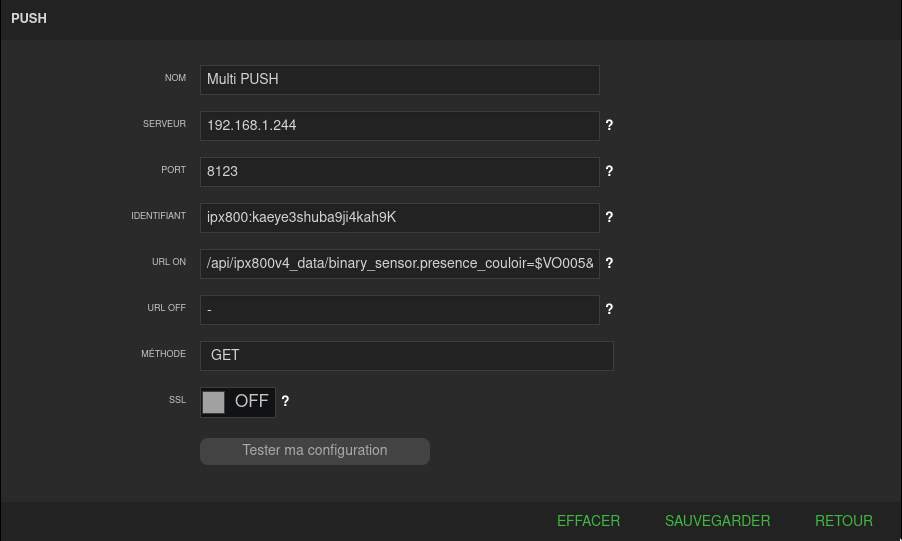 PUSH
NOM Multi PUSH
SERVEUR 192.168.1.244 ?
PORT 8123 ?
IDENTIFIANT ipx800:kaeye3shuba9ji4kah9K ?
URL ON /api/ipx800v4_data/binary_sensor.presence_couloir=$VO005& ?
URL OFF - ?
MÉTHODE GET
SSL OFF ?
Tester ma configuration
EFFACER SAUVEGARDER RETOUR